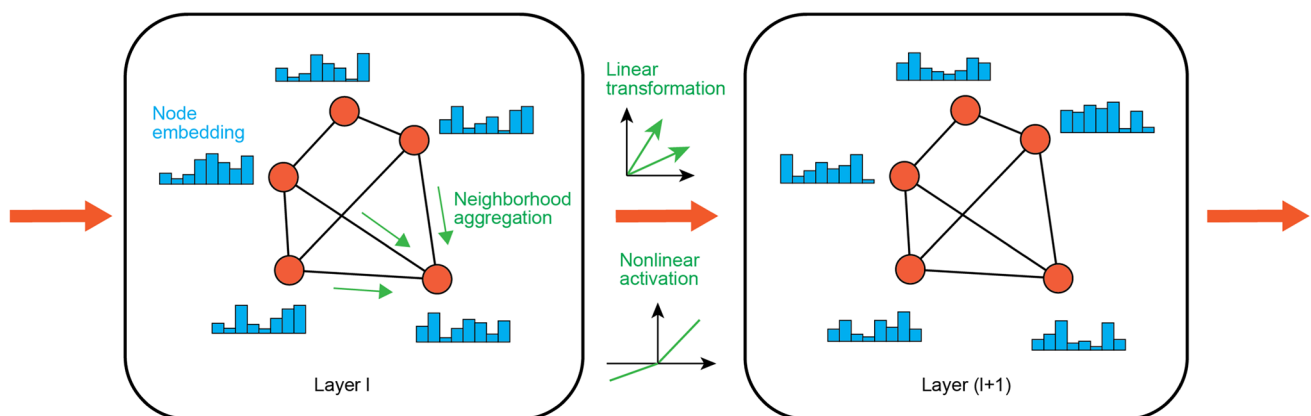 Node
embedding
Neighborhood
aggregation
Layer l
Linear
transformation
Nonlinear
activation
Layer (l+1)